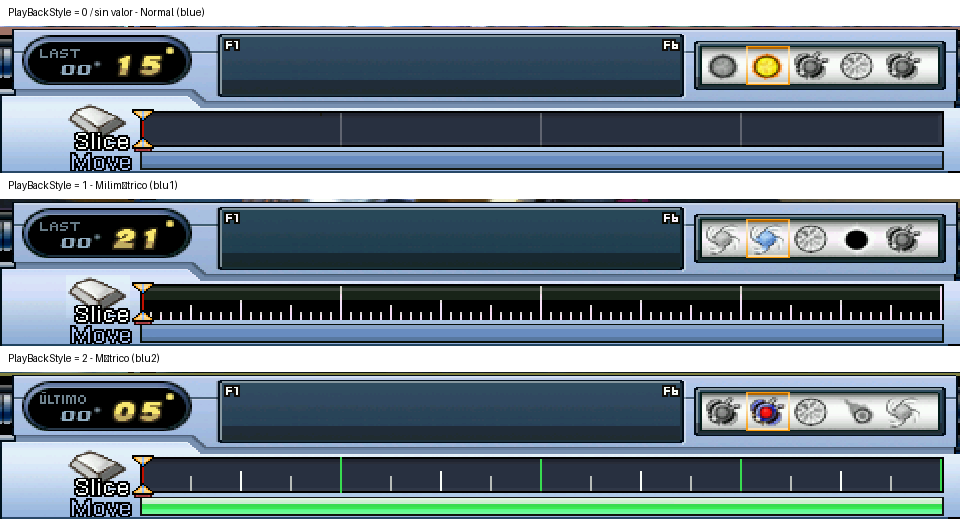 PlayBackStyle = 0 / sin valor - Normal (blue)
LAST
00° 15
F1
F6
Slice
Move
PlayBackStyle = 1 - Milim▯trico (blu1)
LAST
00° 21
F1
F6
Slice
Move
PlayBackStyle = 2 - M▯trico (blu2)
ÚLTIMO
00° 05
F1
F6
Slice
Move